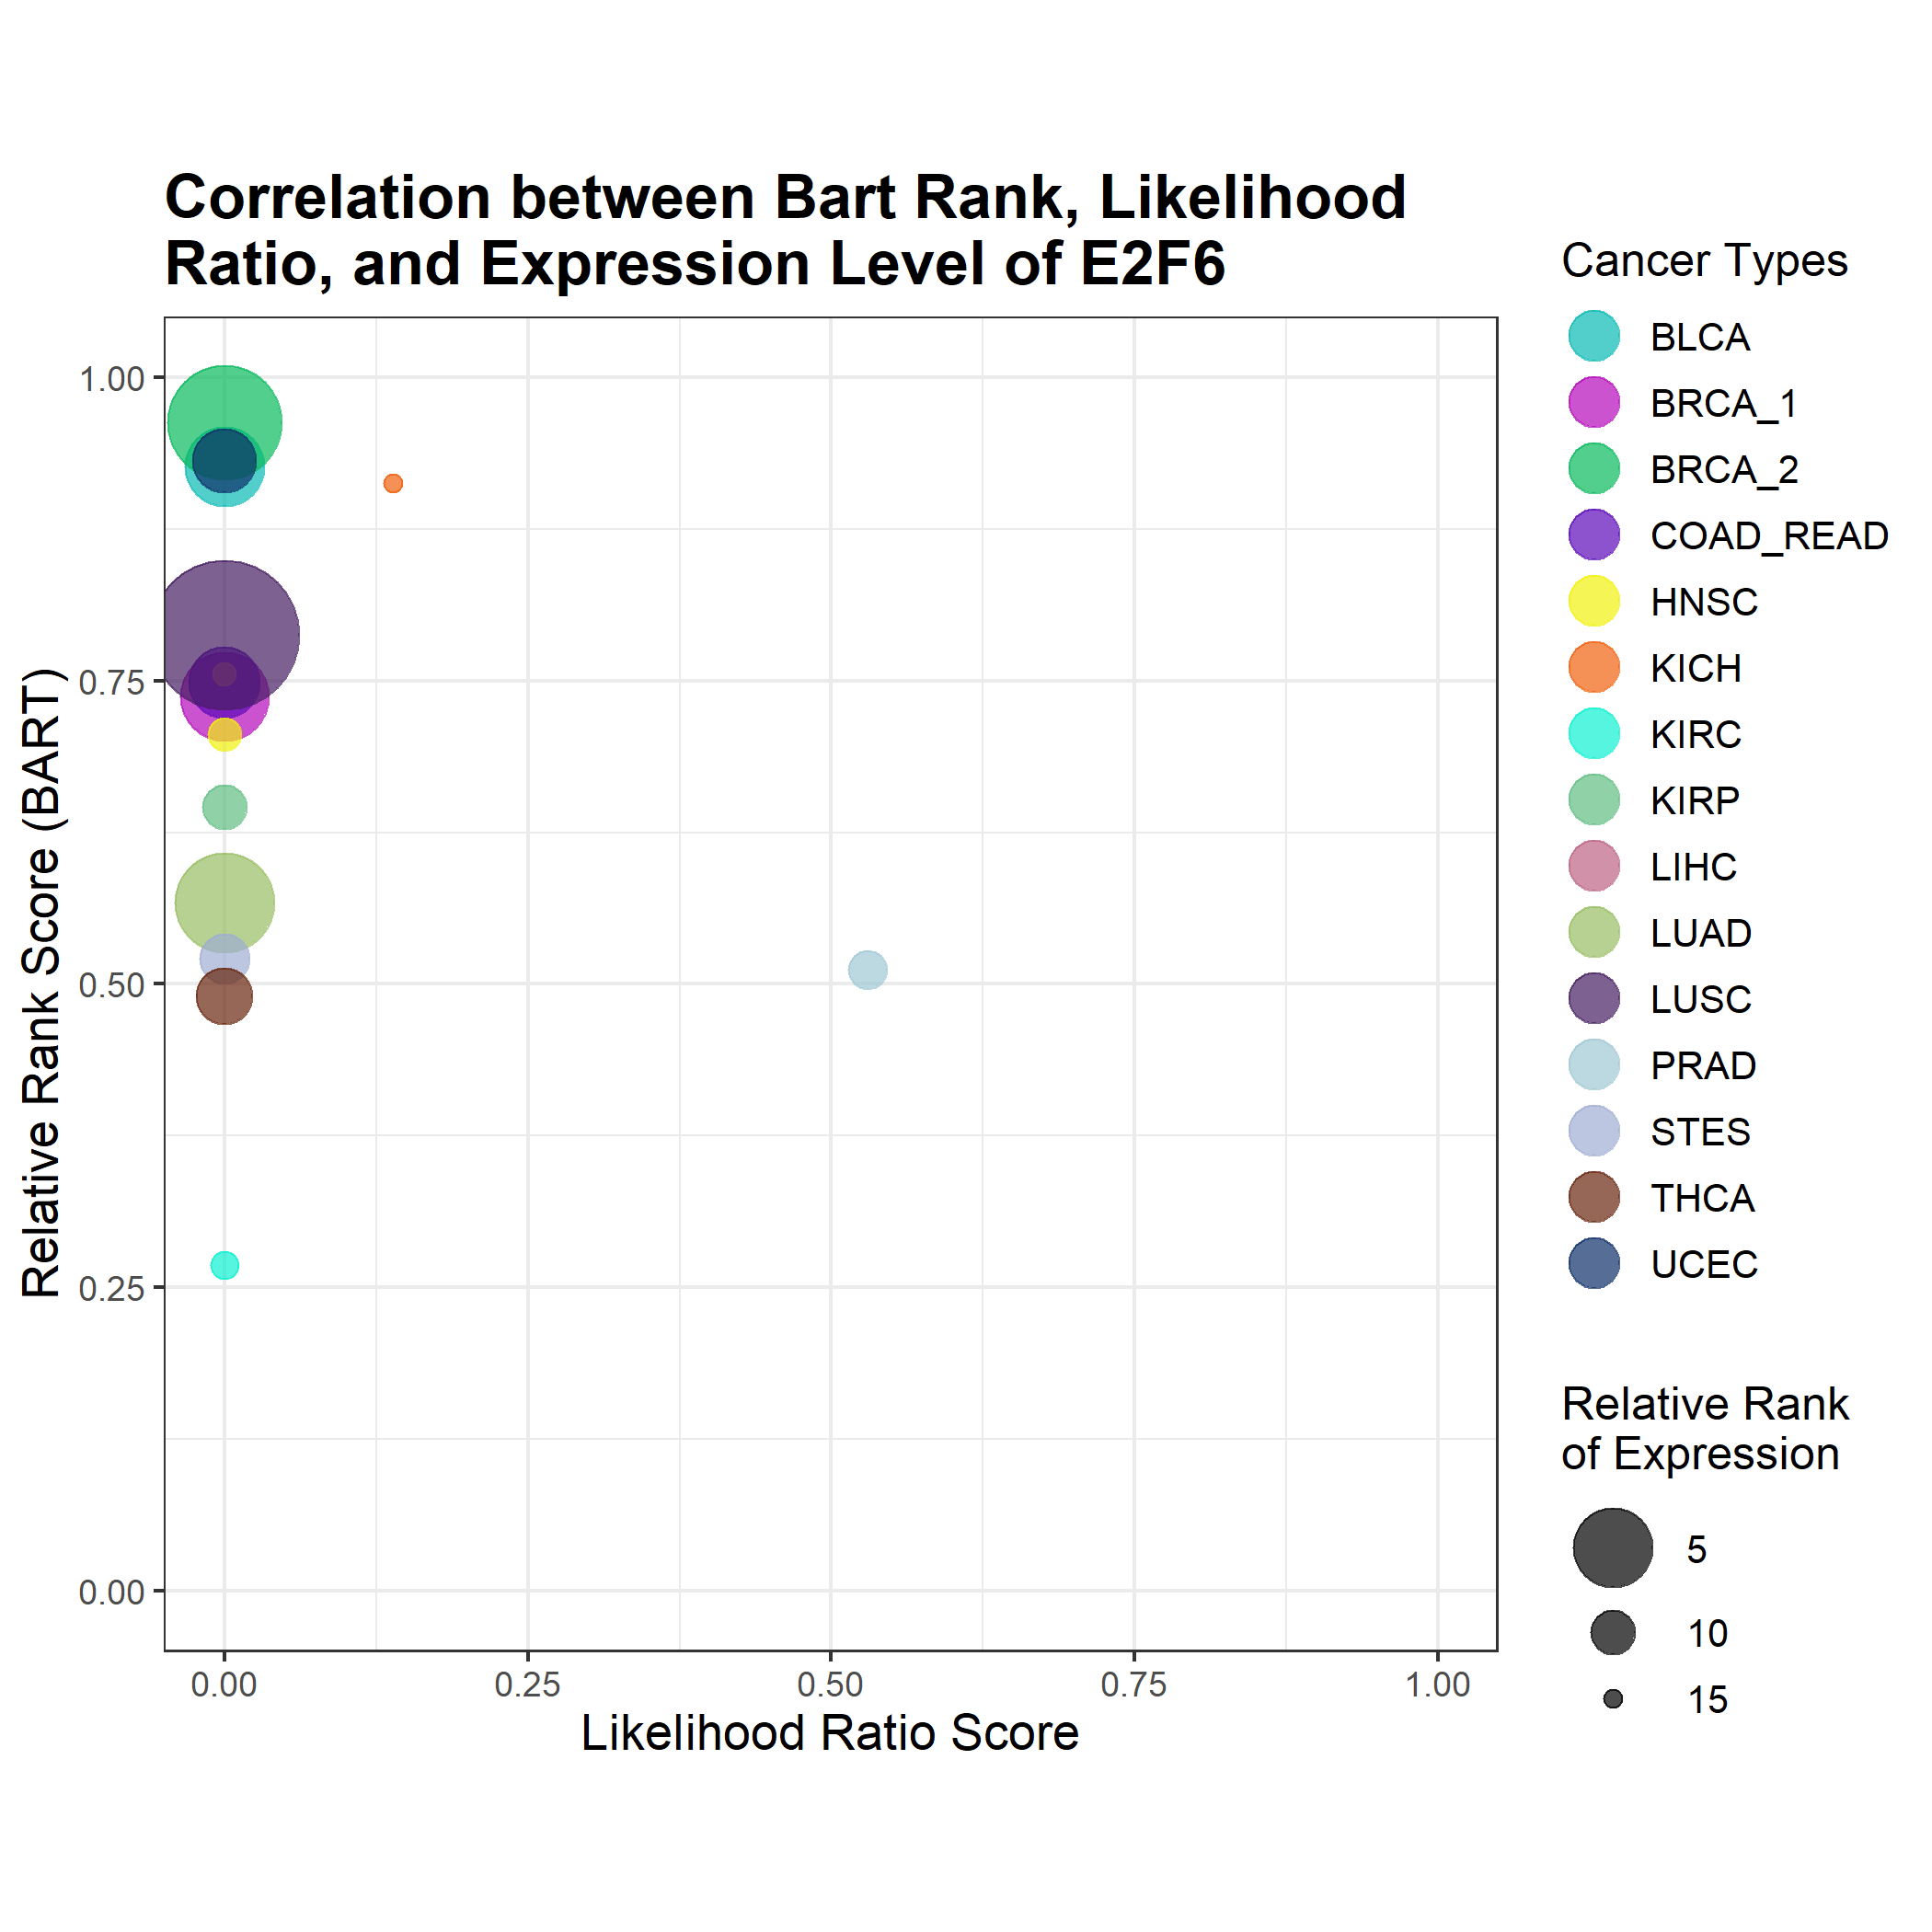 Correlation between Bart Rank, Likelihood
Ratio, and Expression Level of E2F6
Relative Rank Score (BART)
1.00
0.75
0.50
0.25
0.00
0.00
0.25
0.50
0.75
1.00
Likelihood Ratio Score
Cancer Types
BLCA
BRCA_1
BRCA_2
COAD_READ
HNSC
KICH
KIRC
KIRP
LIHC
LUAD
LUSC
PRAD
STES
THCA
UCEC
Relative Rank
of Expression
5
10
15